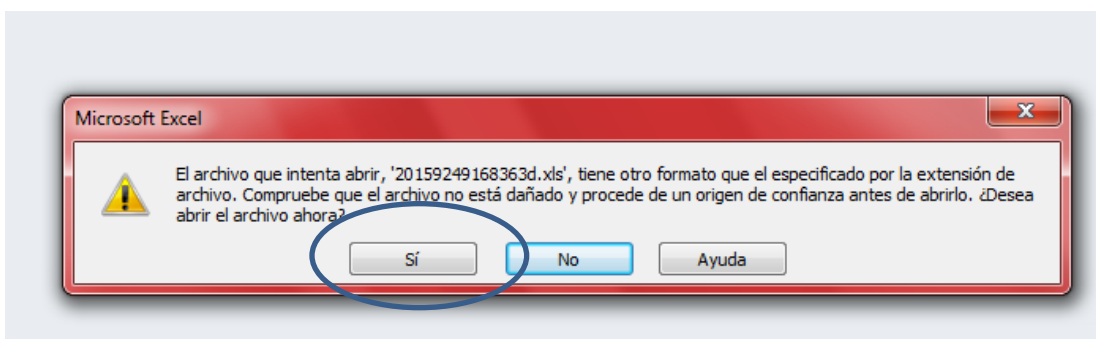 Microsoft Excel
El archivo que intenta abrir, '20159249168363d.xls', tiene otro formato que el especificado por la extensión de
archivo. Compruebe que el archivo no está dañado y procede de un origen de confianza antes de abrirlo. ¿Desea
abrir el archivo ahora?
Sí No Ayuda